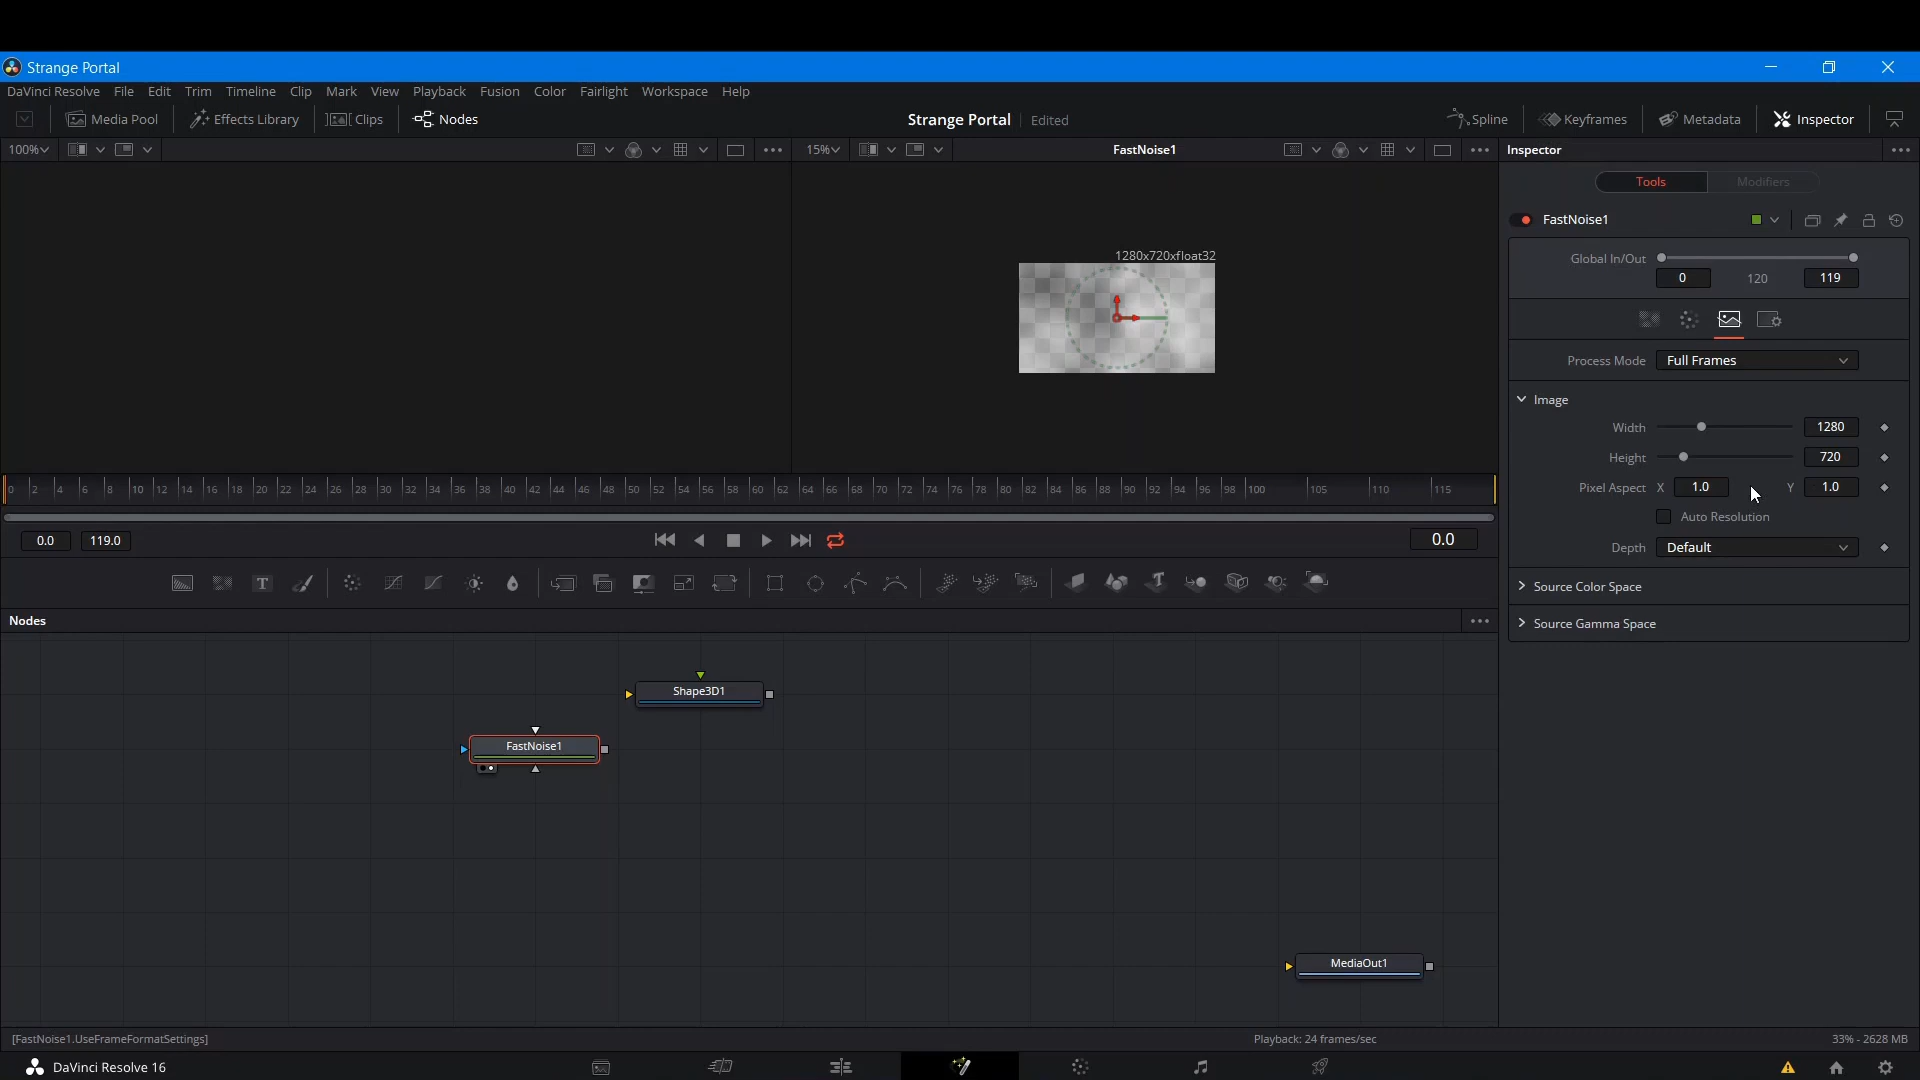 Strange Portal
DaVinci Resolve File Edit Trim Timeline Clip Mark View Playback Fusion Color Fairlight Workspace Help
Media Pool Effects Library Clips Nodes Strange Portal Edited Spline Keyframes Metadata Inspector
100% 15% FastNoise1 Inspector
Tools Modifiers
FastNoise1
1280x720xfloat32
Global In/Out
0 120 119
Process Mode Full Frames
Image
Width 1280
Height 720
Pixel Aspect X 1.0 Y 1.0
Auto Resolution
Depth Default
Source Color Space
Source Gamma Space
0 2 4 6 8 10 12 14 16 18 20 22 24 26 28 30 32 34 36 38 40 42 44 46 48 50 52 54 56 58 60 62 64 66 68 70 72 74 76 78 80 82 84 86 88 90 92 94 96 98 100 105 110 115
0.0 119.0 0.0
T T
Nodes
Shape3D1
FastNoise1
MediaOut1
[FastNoise1.UseFrameFormatSettings] Playback: 24 frames/sec 33% - 2628 MB
DaVinci Resolve 16